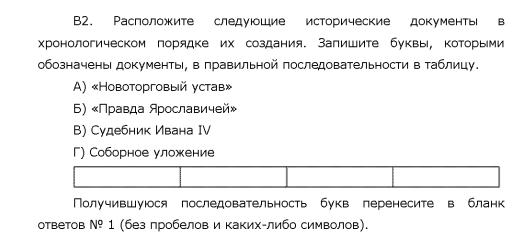 В2. Расположите следующие исторические документы в
хронологическом порядке их создания. Запишите буквы, которыми
обозначены документы, в правильной последовательности в таблицу.
А) «Новоторговый устав»
Б) «Правда Ярославичей»
В) Судебник Ивана IV
Г) Соборное уложение
Получившуюся последовательность букв перенесите в бланк
ответов № 1 (без пробелов и каких-либо символов).